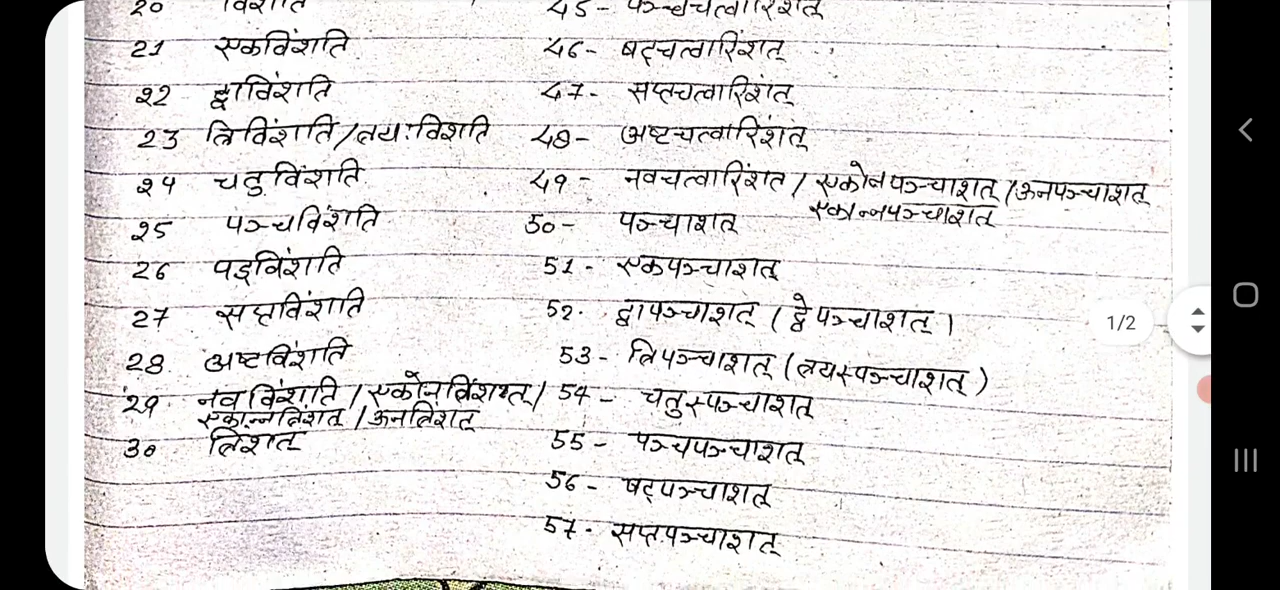 20 विंशति
21 एकविंशति
22 द्वाविंशति
23 त्रिविंशति / त्रयःविंशति
24 चतुर्विंशति
25 पञ्चविंशति
26 षड्विंशति
27 सप्तविंशति
28 अष्टविंशति
29 नवविंशति / एकोनत्रिंशत् /
एकान्नत्रिंशत् / ऊनत्रिंशत्
30 त्रिंशत्
45- पञ्चचत्वारिंशत्
46- षट्चत्वारिंशत्
47- सप्तचत्वारिंशत्
48- अष्टचत्वारिंशत्
49- नवचत्वारिंशत / एकोनपञ्चाशत् / ऊनपञ्चाशत्
एकान्नपञ्चाशत्
50- पञ्चाशत्
51- एकपञ्चाशत्
52. द्वापञ्चाशत् (द्वेपञ्चाशत्)
53- त्रिपञ्चाशत् (त्रयस्पञ्चाशत्)
54- चतुस्पञ्चाशत्
55- पञ्चपञ्चाशत्
56- षट्पञ्चाशत्
57- सप्तपञ्चाशत्
1/2